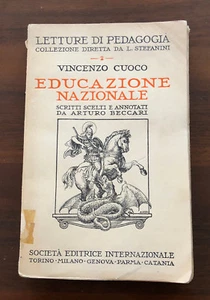 LETTURE DI PEDAGOGIA
COLLEZIONE DIRETTA DA L. STEFANINI
2
VINCENZO CUOCO
EDUCAZIONE
NAZIONALE
SCRITTI SCELTI E ANNOTATI
DA ARTURO BECCARI
SOCIETÀ EDITRICE INTERNAZIONALE
TORINO - MILANO - GENOVA - PARMA - CATANIA